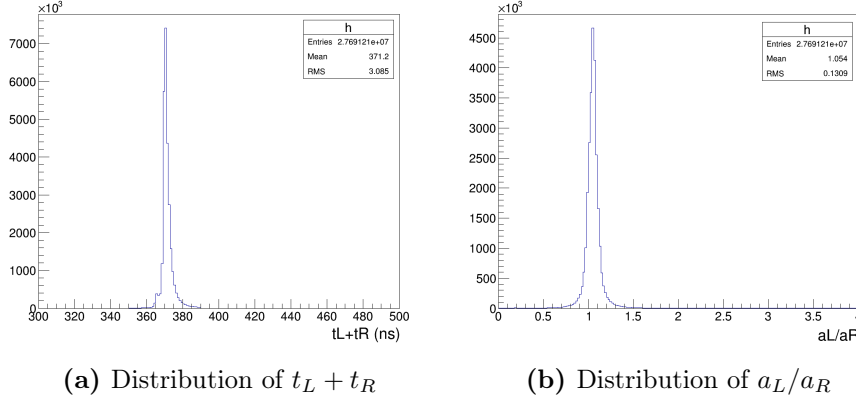 ×10³
h
Entries 2.769121e+07
Mean 371.2
RMS 3.085
7000
6000
5000
4000
3000
2000
1000
0
300 320 340 360 380 400 420 440 460 480 500
tL+tR (ns)
(a) Distribution of t_L + t_R
×10³
h
Entries 2.769121e+07
Mean 1.054
RMS 0.1309
4500
4000
3500
3000
2500
2000
1500
1000
500
0
0 0.5 1 1.5 2 2.5 3 3.5 4
aL/aR
(b) Distribution of a_L/a_R